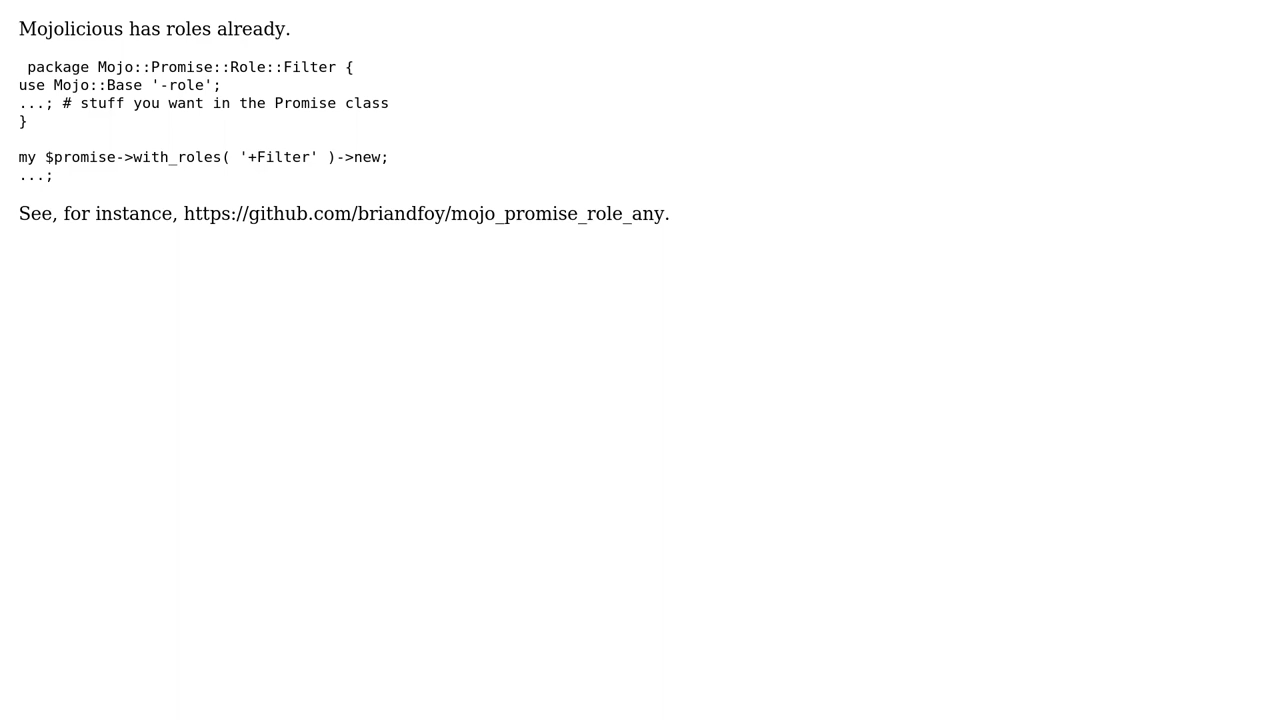 Mojolicious has roles already.
package Mojo::Promise::Role::Filter {
use Mojo::Base '-role';
...; # stuff you want in the Promise class
}
my $promise->with_roles( '+Filter' )->new;
...;
See, for instance, https://github.com/briandfoy/mojo_promise_role_any.